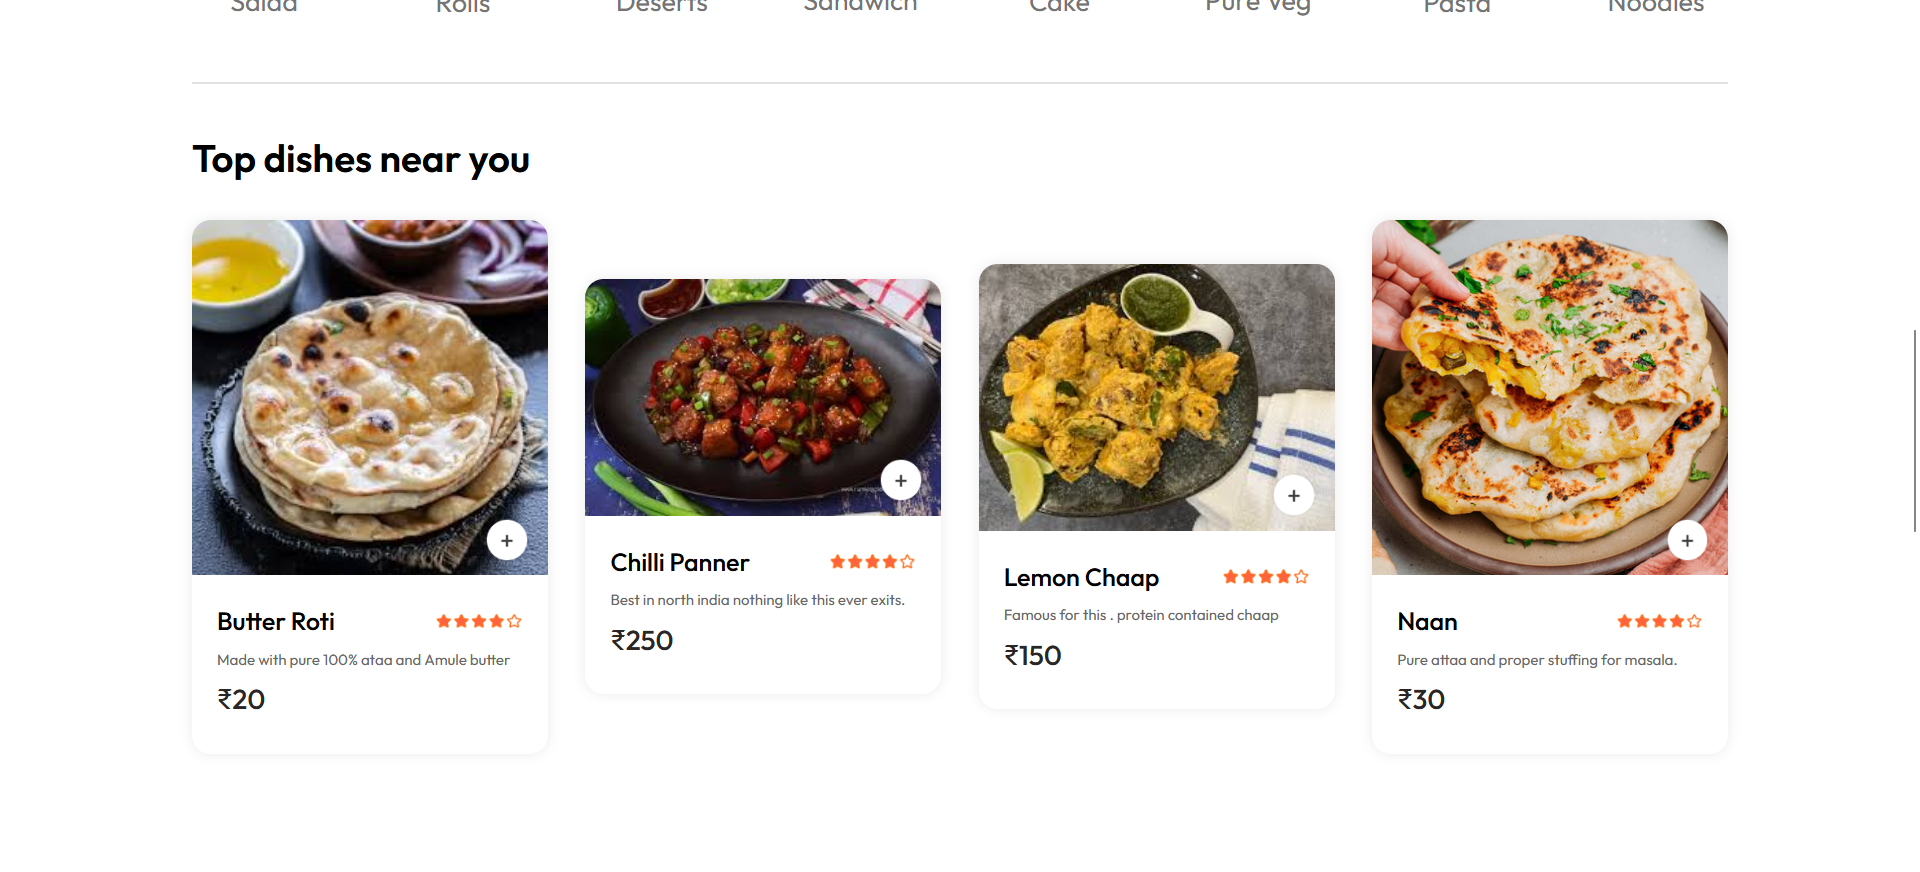 Salad Rolls Deserts Sandwich Cake Pure Veg Pasta Noodles
Top dishes near you
+
Butter Roti
Made with pure 100% ataa and Amule butter
₹20
+
Chilli Panner
Best in north india nothing like this ever exits.
₹250
+
Lemon Chaap
Famous for this . protein contained chaap
₹150
+
Naan
Pure attaa and proper stuffing for masala.
₹30